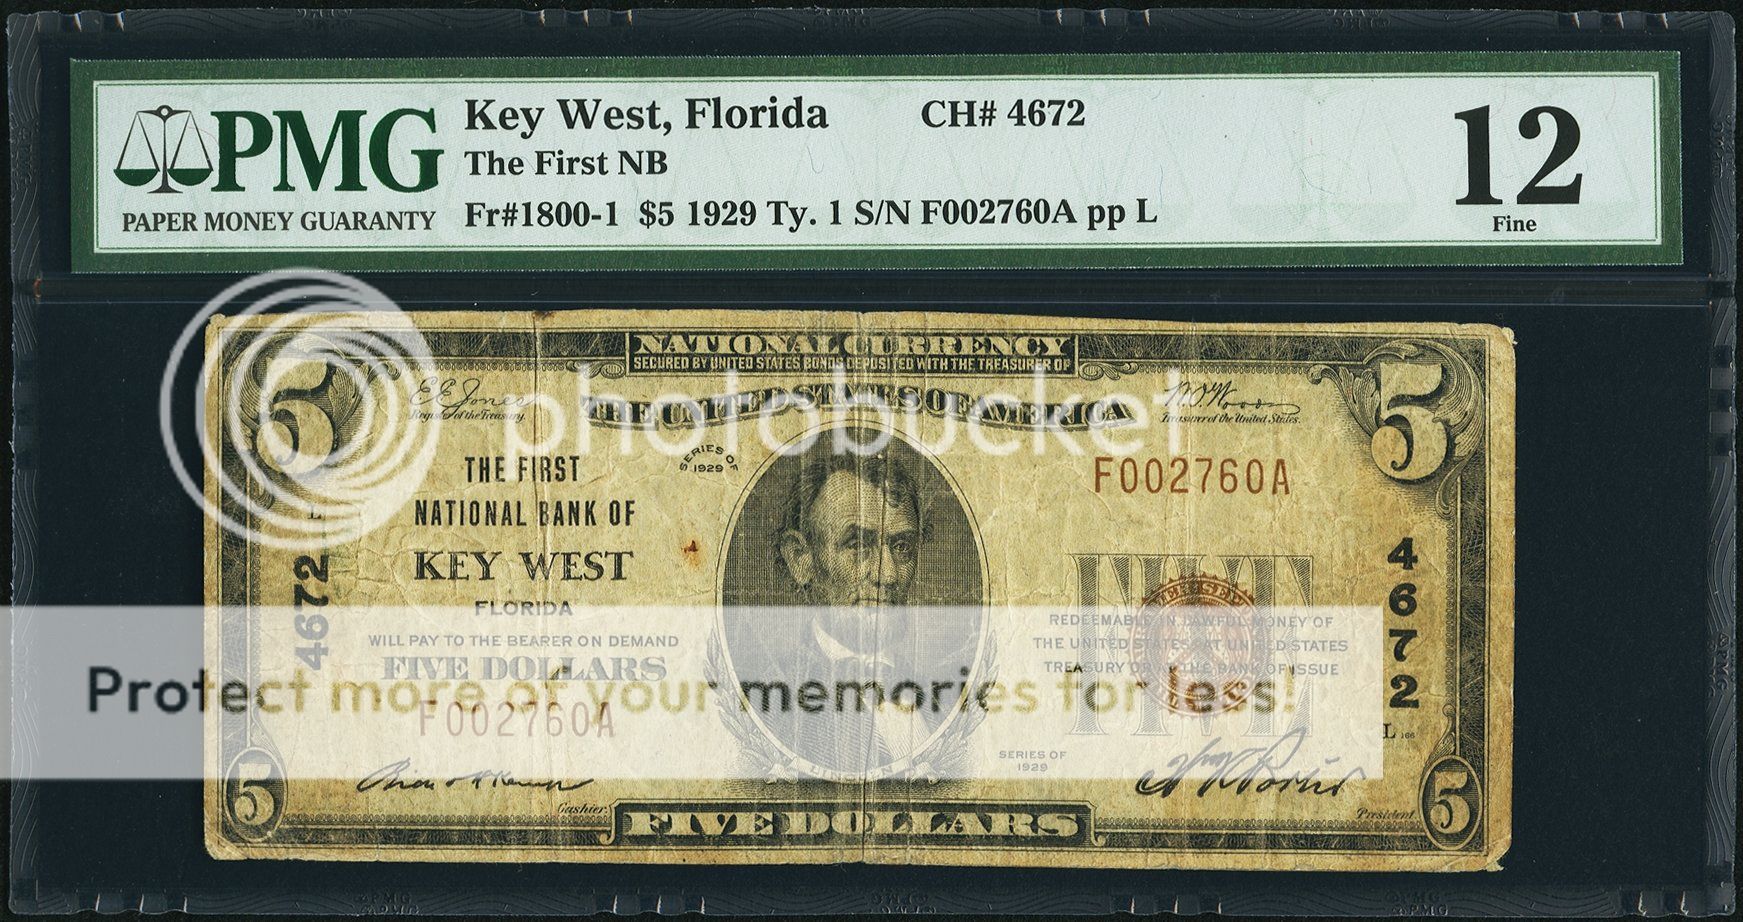 PMG
PAPER MONEY GUARANTY
Key West, Florida CH# 4672
The First NB
Fr#1800-1 $5 1929 Ty. 1 S/N F002760A pp L
12
Fine
NATIONAL CURRENCY
SECURED BY UNITED STATES BONDS DEPOSITED WITH THE TREASURER OF
THE UNITED STATES OF AMERICA
5
E E Jones
Register of the Treasury.
Treasurer of the United States.
5
photobucket
SERIES OF
1929
F002760A
THE FIRST
NATIONAL BANK OF
KEY WEST
FLORIDA
L
4672
4672
FIVE
WILL PAY TO THE BEARER ON DEMAND
FIVE DOLLARS
REDEEMABLE IN LAWFUL MONEY OF
THE UNITED STATES AT UNITED STATES
TREASURY OR AT THE BANK OF ISSUE
Protect more of your memories for less!
F002760A
L 166
LINCOLN
SERIES OF
1929
5
Cashier
President
5
FIVE DOLLARS